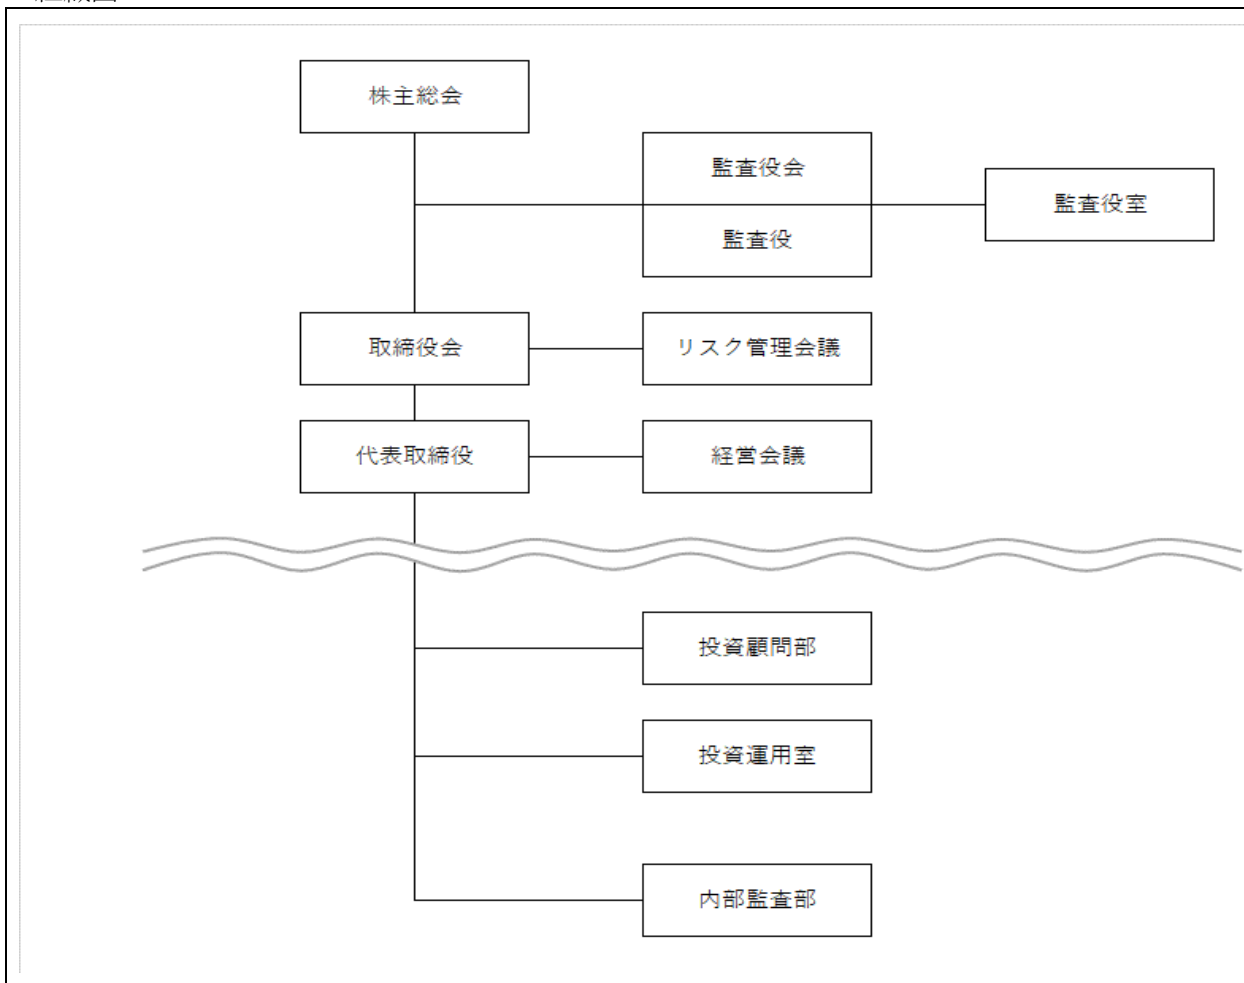 株主総会
監査役会
監査役室
監査役
取締役会
リスク管理会議
代表取締役
経営会議
投資顧問部
投資運用室
内部監査部